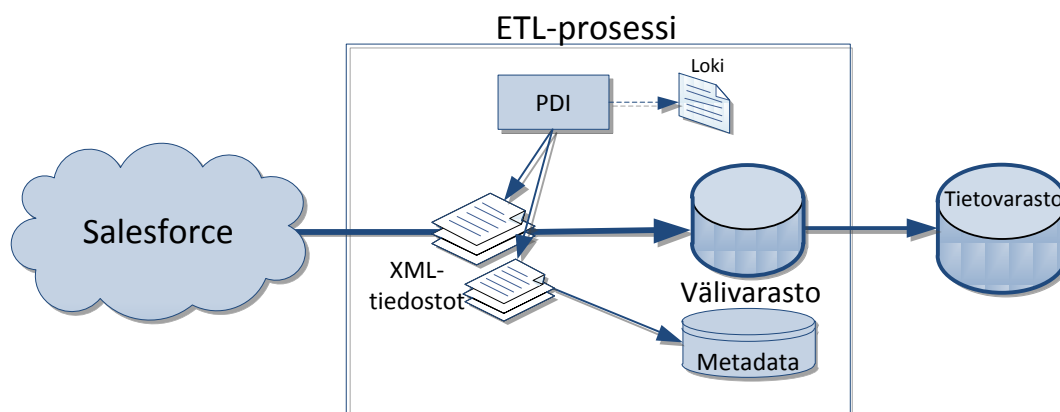 ETL-prosessi
Loki
PDI
Salesforce
Tietovarasto
XML-
tiedostot
Välivarasto
Metadata